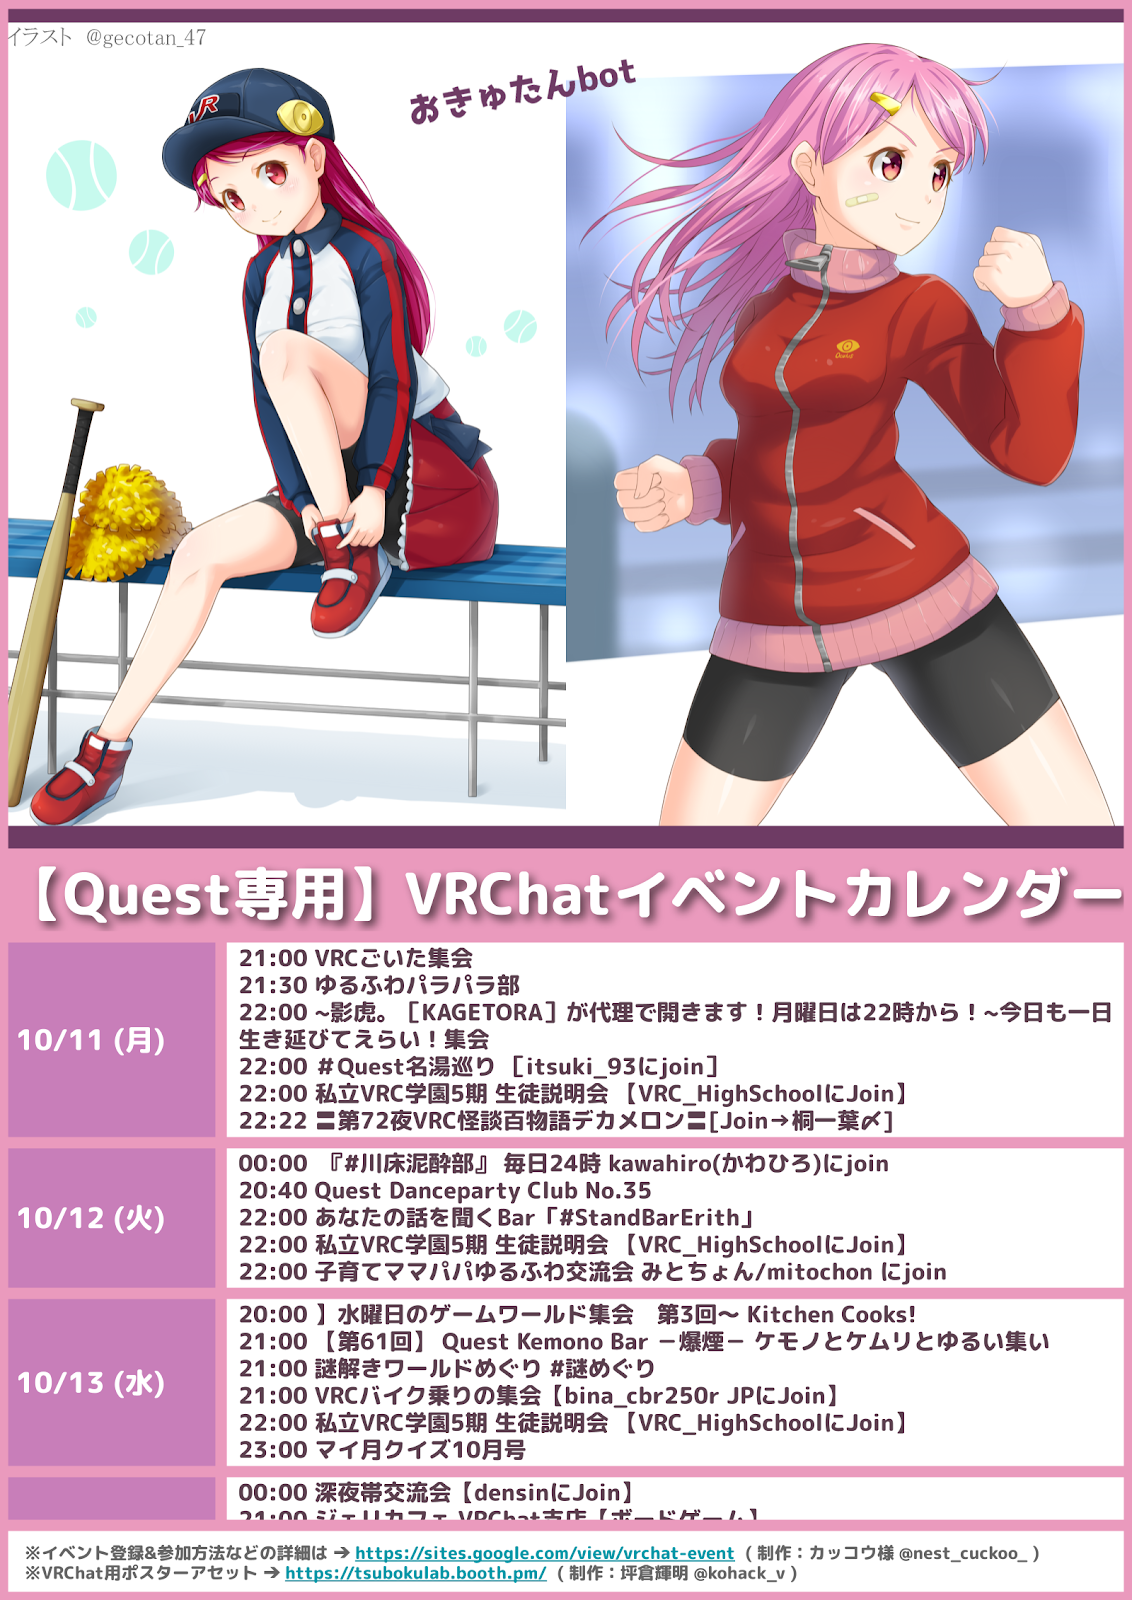 イラスト @gecotan_47
おきゅたんbot
VR
Quest
【Quest専用】VRChatイベントカレンダー
10/11 (月)
21:00 VRCごいた集会
21:30 ゆるふわパラパラ部
22:00 ~影虎。［KAGETORA］が代理で開きます！月曜日は22時から！~今日も一日
生き延びてえらい！集会
22:00 ＃Quest名湯巡り ［itsuki_93にjoin］
22:00 私立VRC学園5期 生徒説明会 【VRC_HighSchoolにJoin】
22:22 〓第72夜VRC怪談百物語デカメロン〓[Join→桐一葉〆]
10/12 (火)
00:00 『#川床泥酔部』 毎日24時 kawahiro(かわひろ)にjoin
20:40 Quest Danceparty Club No.35
22:00 あなたの話を聞くBar「#StandBarErith」
22:00 私立VRC学園5期 生徒説明会 【VRC_HighSchoolにJoin】
22:00 子育てママパパゆるふわ交流会 みとちょん/mitochon にjoin
10/13 (水)
20:00 】水曜日のゲームワールド集会　第3回～ Kitchen Cooks!
21:00 【第61回】 Quest Kemono Bar －爆煙－ ケモノとケムリとゆるい集い
21:00 謎解きワールドめぐり #謎めぐり
21:00 VRCバイク乗りの集会【bina_cbr250r JPにJoin】
22:00 私立VRC学園5期 生徒説明会 【VRC_HighSchoolにJoin】
23:00 マイ月クイズ10月号
00:00 深夜帯交流会【densinにJoin】
21:00 ジェリカフェ VRChat支店【ボードゲーム】
※イベント登録&参加方法などの詳細は → https://sites.google.com/view/vrchat-event ( 制作：カッコウ様 @nest_cuckoo_ )
※VRChat用ポスターアセット → https://tsubokulab.booth.pm/ ( 制作：坪倉輝明 @kohack_v )